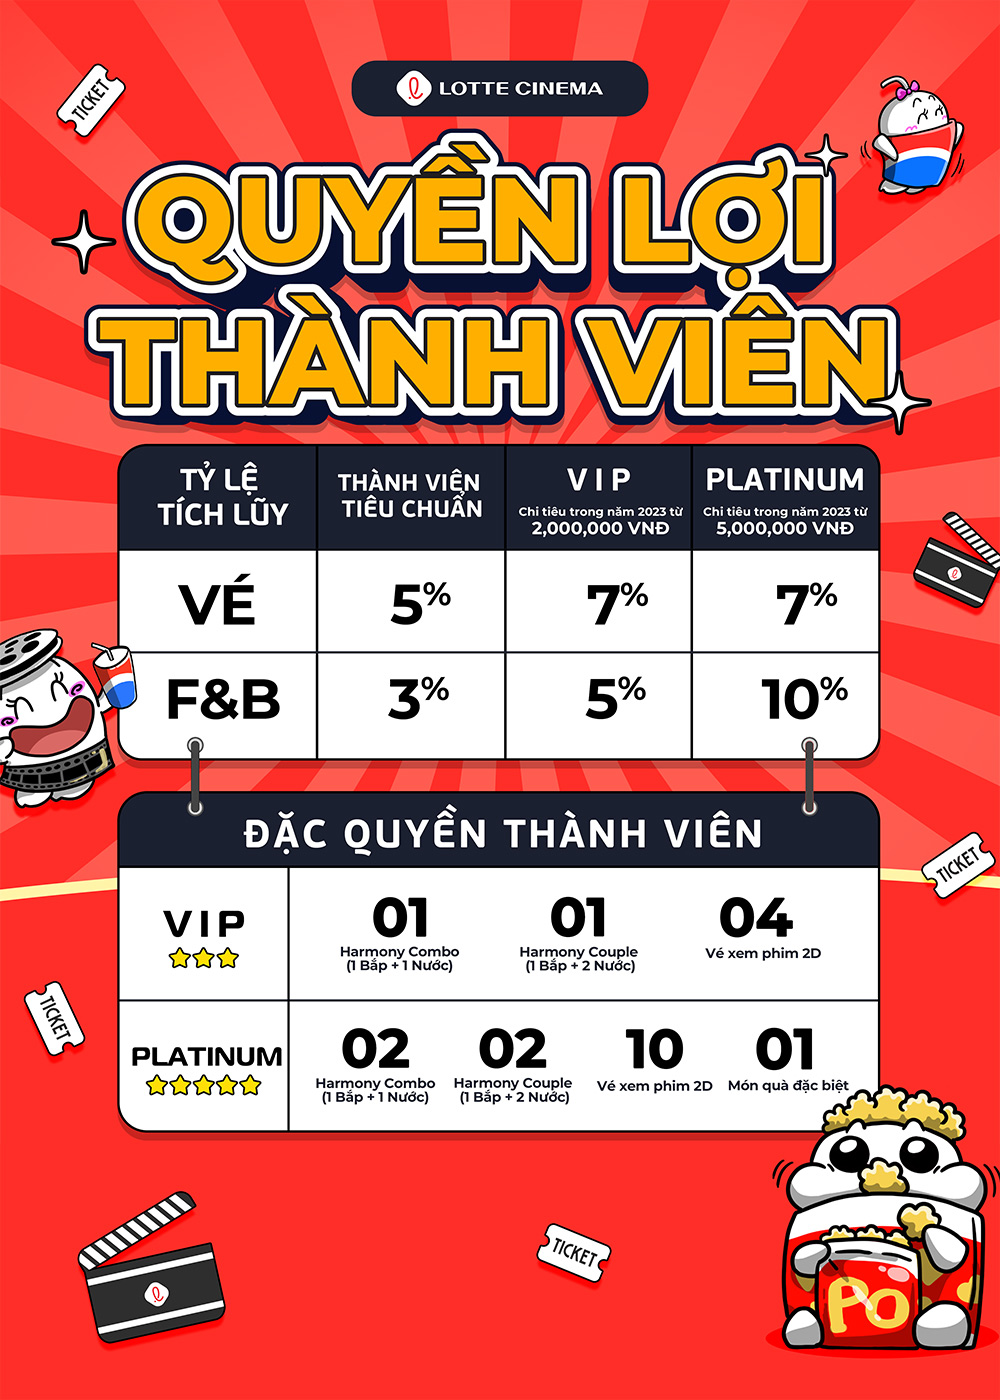 TICKET
LOTTE CINEMA
QUYỀN LỢI
THÀNH VIÊN
TỶ LỆ
TÍCH LŨY
THÀNH VIÊN
TIÊU CHUẨN
VIP
Chi tiêu trong năm 2023 từ
2,000,000 VNĐ
PLATINUM
Chi tiêu trong năm 2023 từ
5,000,000 VNĐ
VÉ
5%
7%
7%
F&B
3%
5%
10%
ĐẶC QUYỀN THÀNH VIÊN
TICKET
VIP
01
Harmony Combo
(1 Bắp + 1 Nước)
01
Harmony Couple
(1 Bắp + 2 Nước)
04
Vé xem phim 2D
TICKET
PLATINUM
02
Harmony Combo
(1 Bắp + 1 Nước)
02
Harmony Couple
(1 Bắp + 2 Nước)
10
Vé xem phim 2D
01
Món quà đặc biệt
TICKET
PO